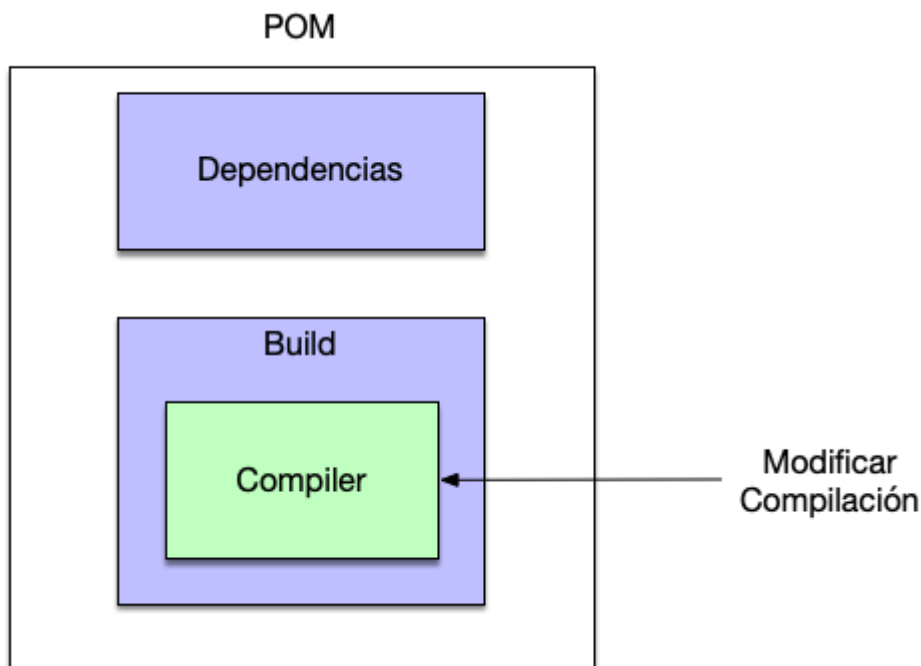 POM
Dependencias
Build
Compiler
Modificar
Compilación